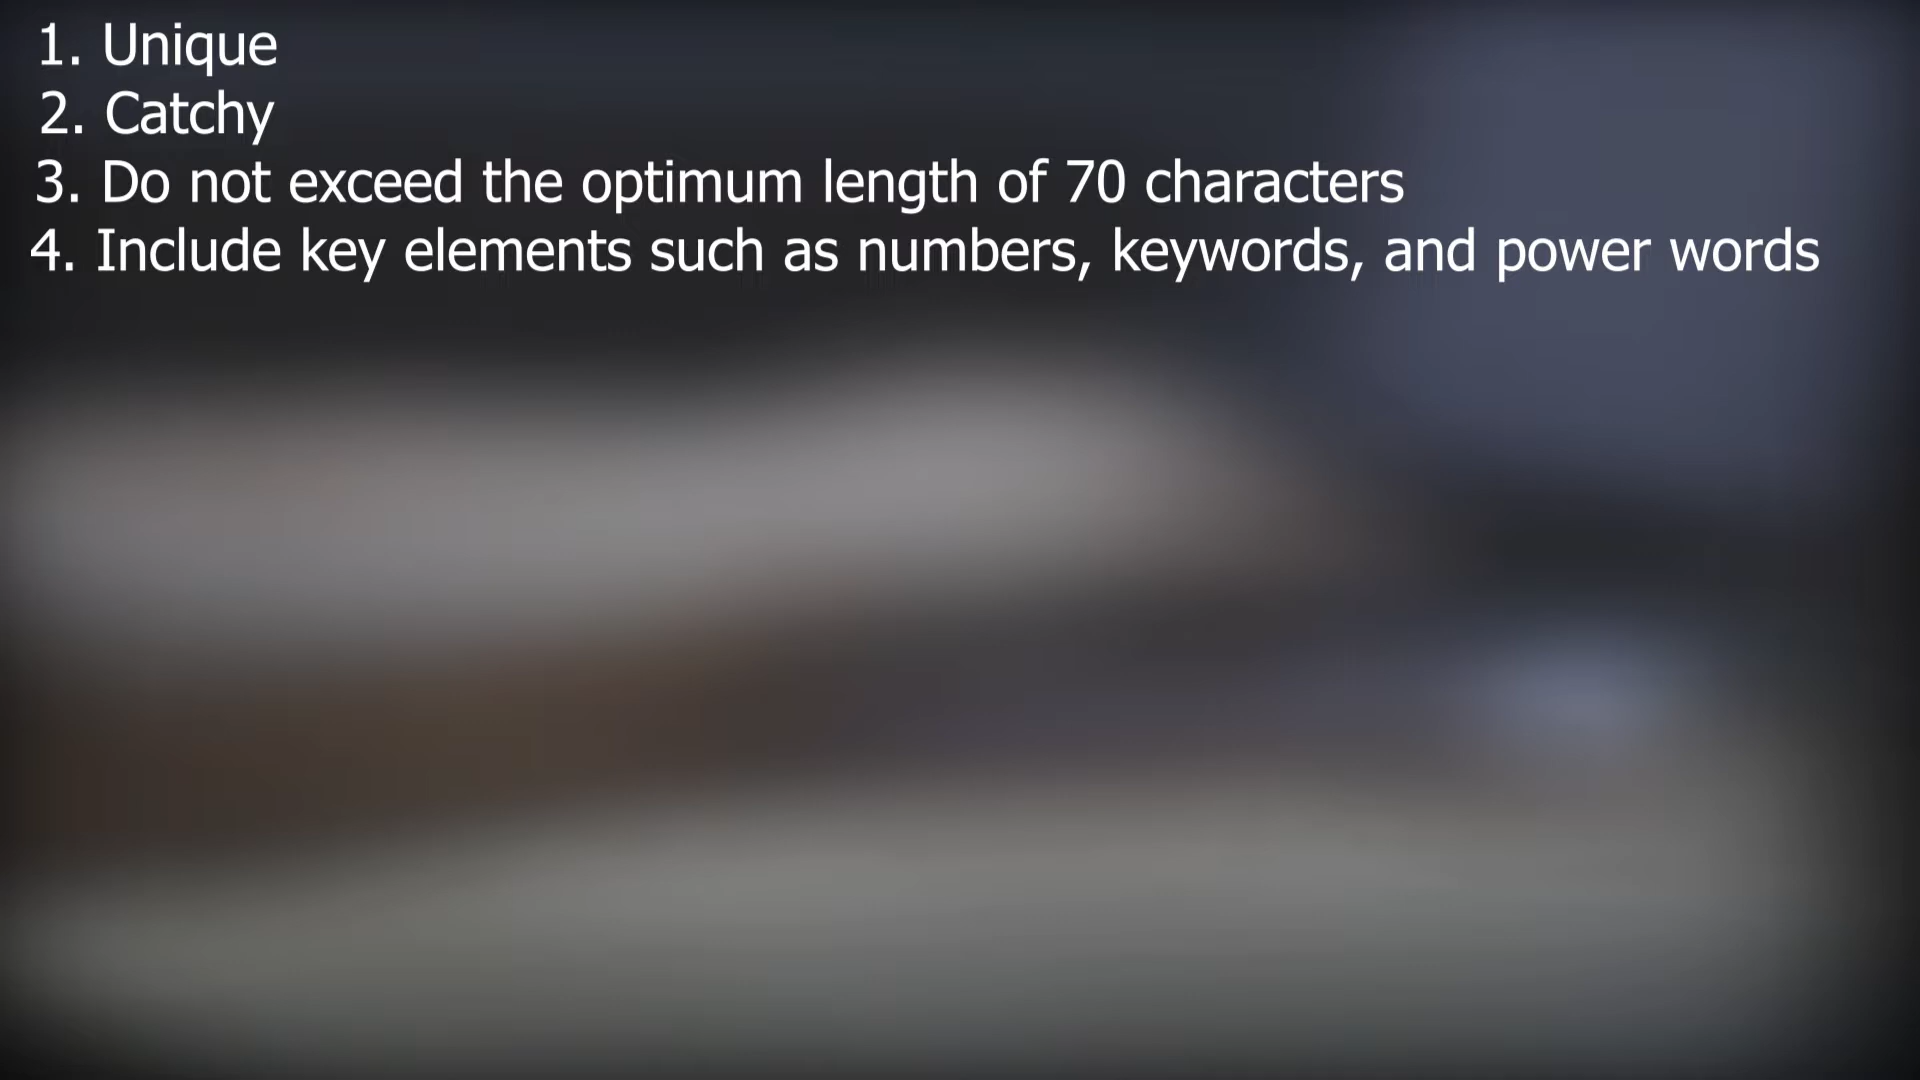 1. Unique
2. Catchy
3. Do not exceed the optimum length of 70 characters
4. Include key elements such as numbers, keywords, and power words